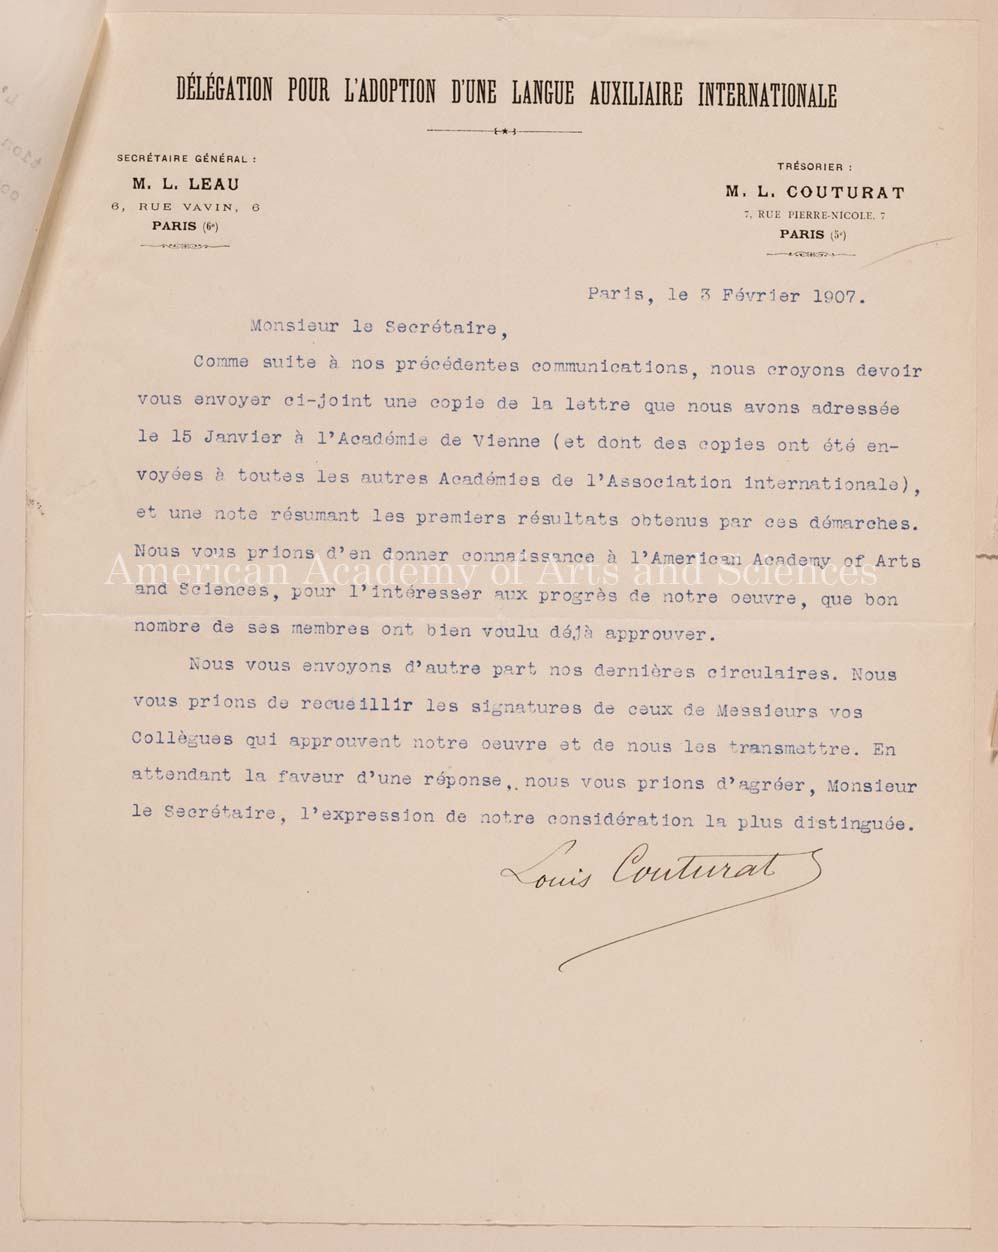 DÉLÉGATION POUR L'ADOPTION D'UNE LANGUE AUXILIAIRE INTERNATIONALE
SECRÉTAIRE GÉNÉRAL :
M. L. LEAU
6, RUE VAVIN, 6
PARIS (6e)
TRÉSORIER :
M. L. COUTURAT
7, RUE PIERRE-NICOLE, 7
PARIS (5e)
Paris, le 3 Février 1907.
Monsieur le Secrétaire,
Comme suite à nos précédentes communications, nous croyons devoir
vous envoyer ci-joint une copie de la lettre que nous avons adressée
le 15 Janvier à l'Académie de Vienne (et dont des copies ont été en-
voyées à toutes les autres Académies de l'Association internationale),
et une note résumant les premiers résultats obtenus par ces démarches.
Nous vous prions d'en donner connaissance à l'American Academy of Arts
American Academy of Arts and Sciences
and Sciences, pour l'intéresser aux progrès de notre oeuvre, que bon
nombre de ses membres ont bien voulu déjà approuver.
Nous vous envoyons d'autre part nos dernières circulaires. Nous
vous prions de recueillir les signatures de ceux de Messieurs vos
Collègues qui approuvent notre oeuvre et de nous les transmettre. En
attendant la faveur d'une réponse,. nous vous prions d'agréer, Monsieur
le Secrétaire, l'expression de notre considération la plus distinguée.
Louis Couturat